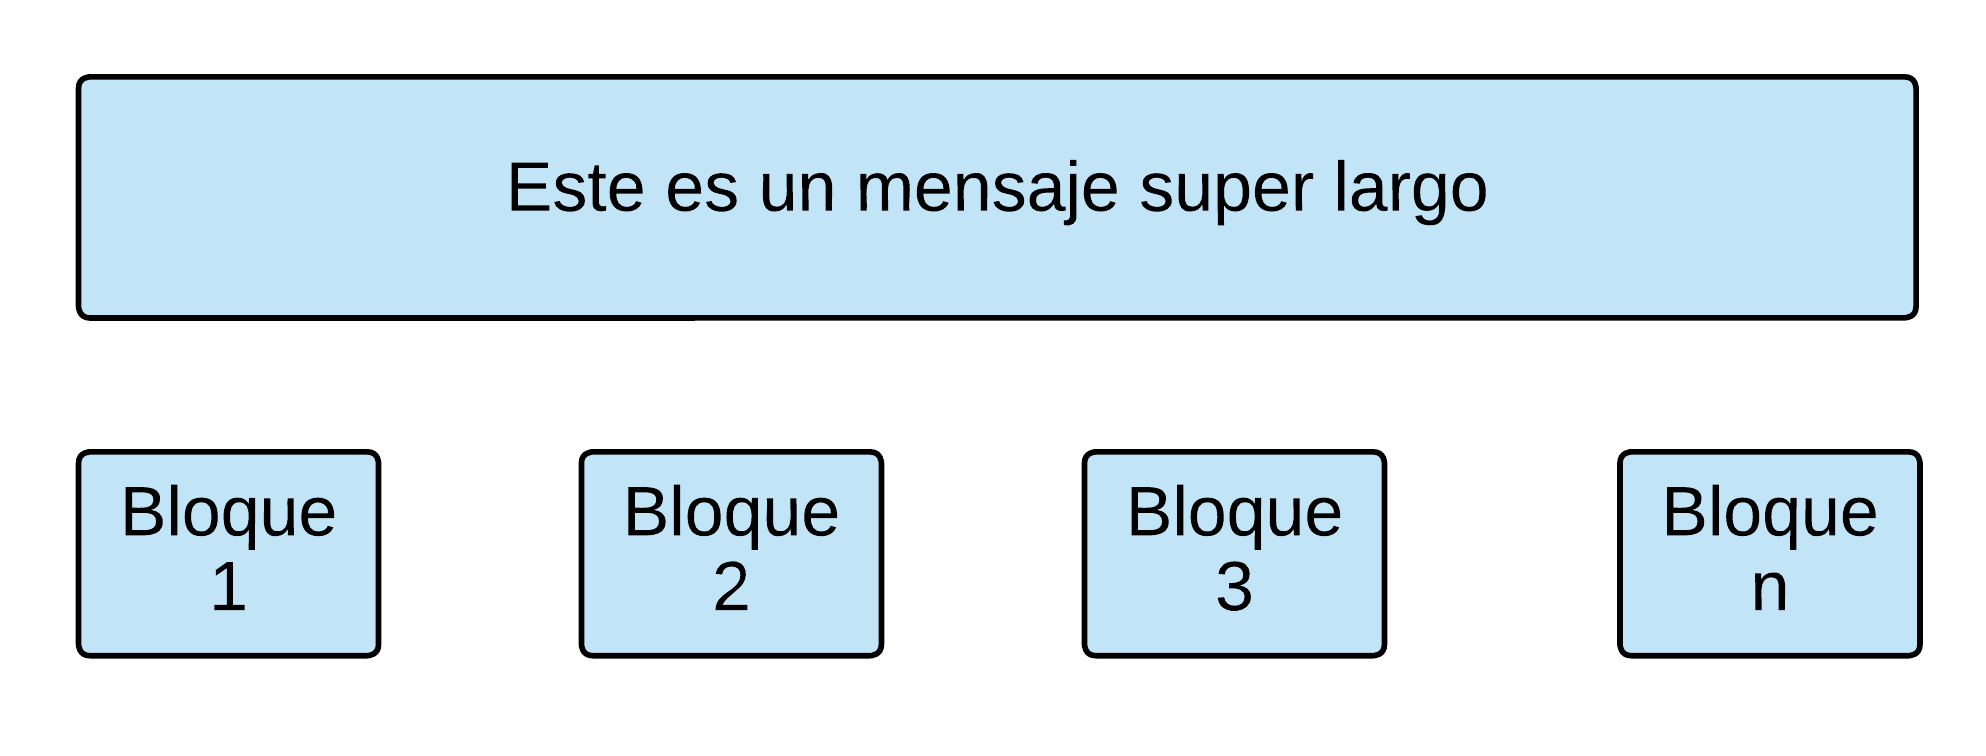 Este es un mensaje super largo
Bloque
1
Bloque
2
Bloque
3
Bloque
n